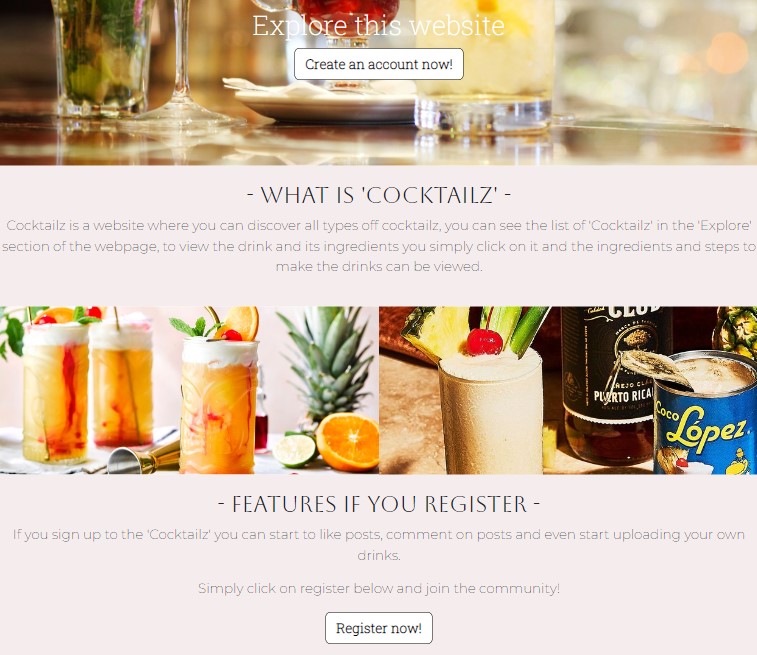 Explore this website
Create an account now!
- WHAT IS 'COCKTAILZ' -
Cocktailz is a website where you can discover all types off cocktailz, you can see the list of 'Cocktailz' in the 'Explore'
section of the webpage, to view the drink and its ingredients you simply click on it and the ingredients and steps to
make the drinks can be viewed.
CLUB
PUERTO RICA
Coco
López
- FEATURES IF YOU REGISTER -
If you sign up to the 'Cocktailz' you can start to like posts, comment on posts and even start uploading your own
drinks.
Simply click on register below and join the community!
Register now!